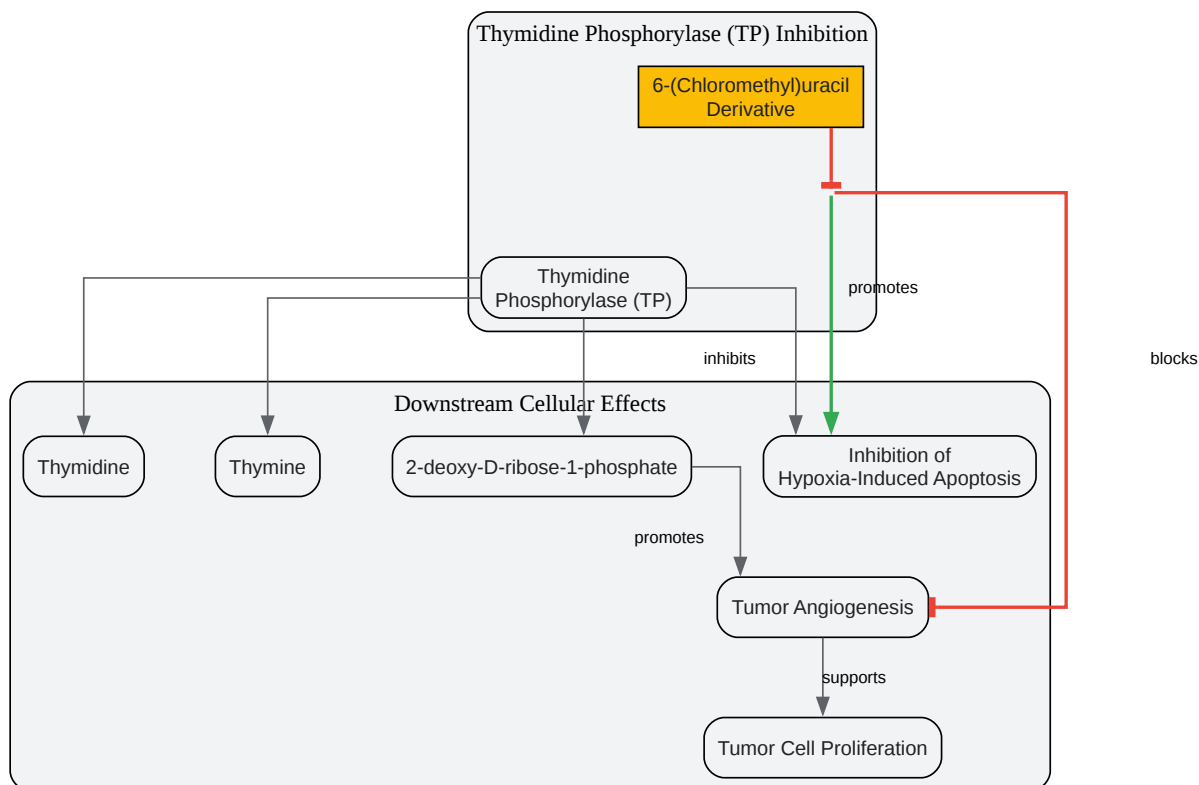 Thymidine Phosphorylase (TP) Inhibition
6-(Chloromethyl)uracil
Derivative
Thymidine
Phosphorylase (TP)
promotes
inhibits
blocks
Downstream Cellular Effects
Thymidine
Thymine
2-deoxy-D-ribose-1-phosphate
Inhibition of
Hypoxia-Induced Apoptosis
promotes
Tumor Angiogenesis
supports
Tumor Cell Proliferation